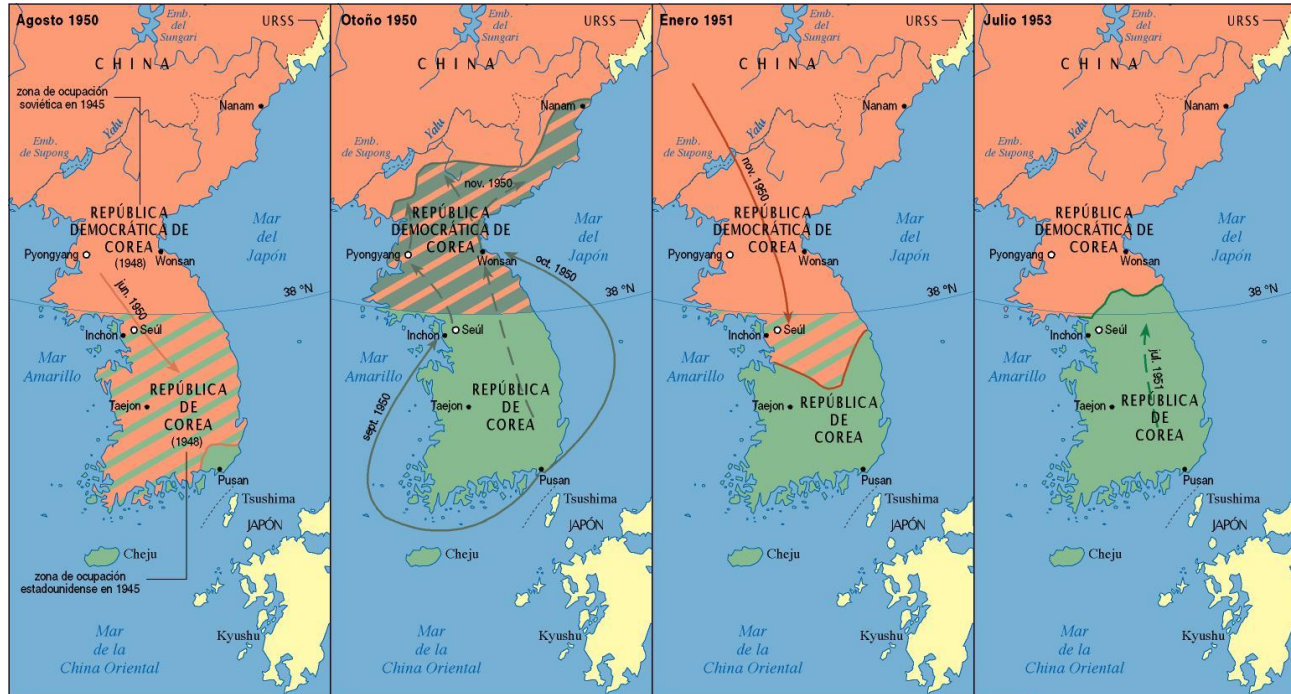 Agosto 1950
Emb.
del
Sungari
URSS
CHINA
zona de ocupación
soviética en 1945
Nanam
Yalu
Emb.
de Supong
REPÚBLICA
DEMOCRÁTICA DE
COREA
(1948)
Mar
del
Japón
Pyongyang
Wonsan
jun. 1950
38 °N
Seúl
Inchon
Mar
Amarillo
REPÚBLICA
DE
COREA
(1948)
Taejon
Pusan
Tsushima
JAPÓN
Cheju
zona de ocupación
estadounidense en 1945
Kyushu
Mar
de la
China Oriental
Otoño 1950
Emb.
del
Sungari
URSS
CHINA
Nanam
Yalu
Emb.
de Supong
nov. 1950
REPÚBLICA
DEMOCRÁTICA DE
COREA
Mar
del
Japón
Pyongyang
Wonsan
oct. 1950
38 °N
Seúl
Inchon
Mar
Amarillo
REPÚBLICA
DE
COREA
Taejon
sept. 1950
Pusan
Tsushima
JAPÓN
Cheju
Kyushu
Mar
de la
China Oriental
Enero 1951
Emb.
del
Sungari
URSS
CHINA
Nanam
Yalu
Emb.
de Supong
nov. 1950
REPÚBLICA
DEMOCRÁTICA DE
COREA
Mar
del
Japón
Pyongyang
Wonsan
38 °N
Seúl
Inchon
Mar
Amarillo
Taejon
REPÚBLICA
DE
COREA
Pusan
Tsushima
JAPÓN
Cheju
Kyushu
Mar
de la
China Oriental
Julio 1953
Emb.
del
Sungari
URSS
CHINA
Nanam
Yalu
Emb.
de Supong
REPÚBLICA
DEMOCRÁTICA DE
COREA
Mar
del
Japón
Pyongyang
Wonsan
38 °N
Seúl
Inchon
Mar
Amarillo
jul. 1951
Taejon
REPÚBLICA
DE
COREA
Pusan
Tsushima
JAPÓN
Cheju
Kyushu
Mar
de la
China Oriental